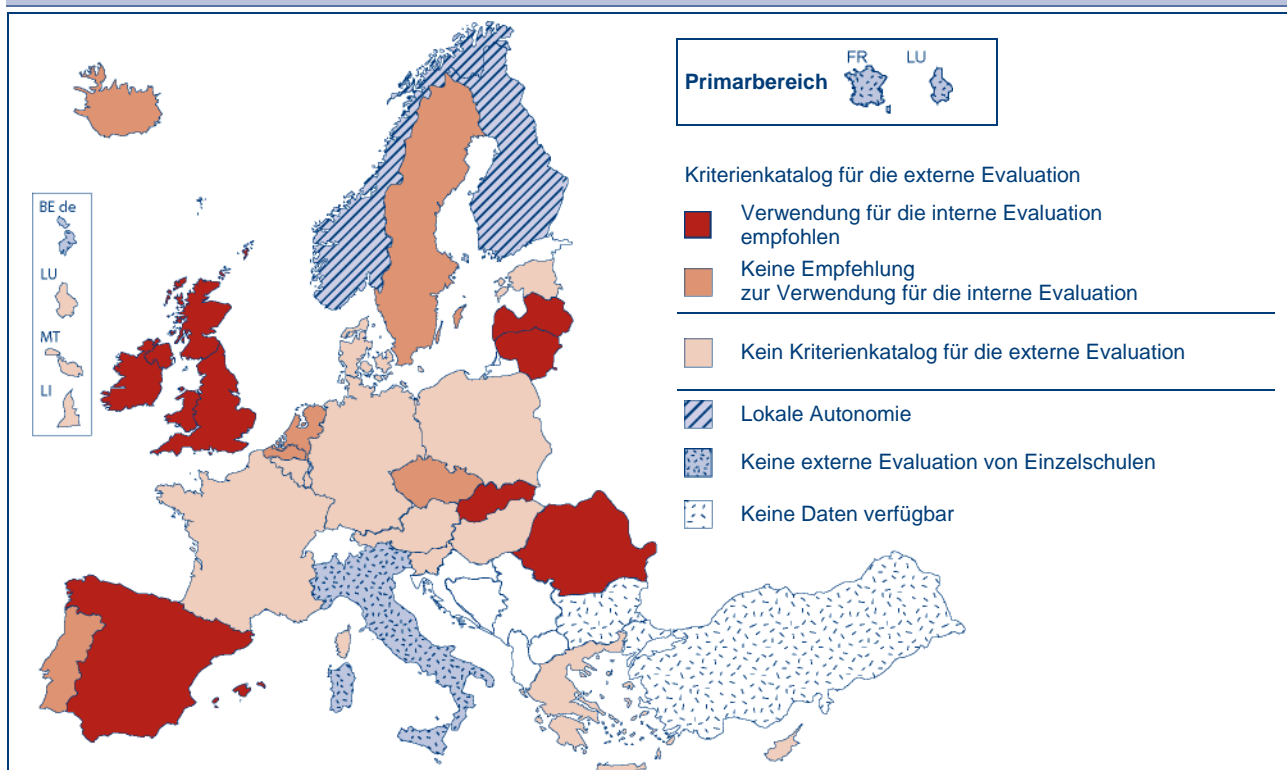 FR LU
Primarbereich
Kriterienkatalog für die externe Evaluation
Verwendung für die interne Evaluation
empfohlen
Keine Empfehlung
zur Verwendung für die interne Evaluation
Kein Kriterienkatalog für die externe Evaluation
Lokale Autonomie
Keine externe Evaluation von Einzelschulen
Keine Daten verfügbar
BE de
LU
MT
LI